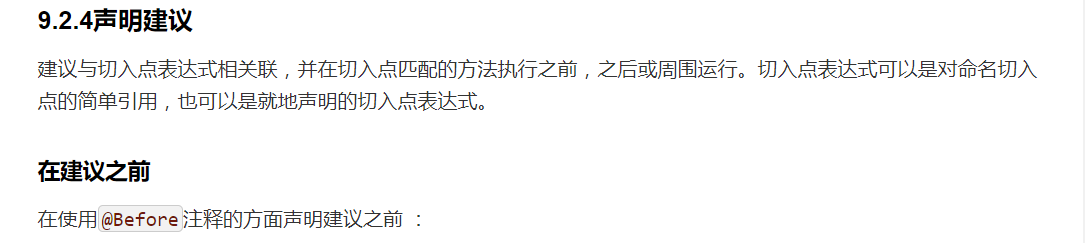 9.2.4声明建议
建议与切入点表达式相关联，并在切入点匹配的方法执行之前，之后或周围运行。切入点表达式可以是对命名切入
点的简单引用，也可以是就地声明的切入点表达式。
在建议之前
在使用@Before注释的方面声明建议之前 ：